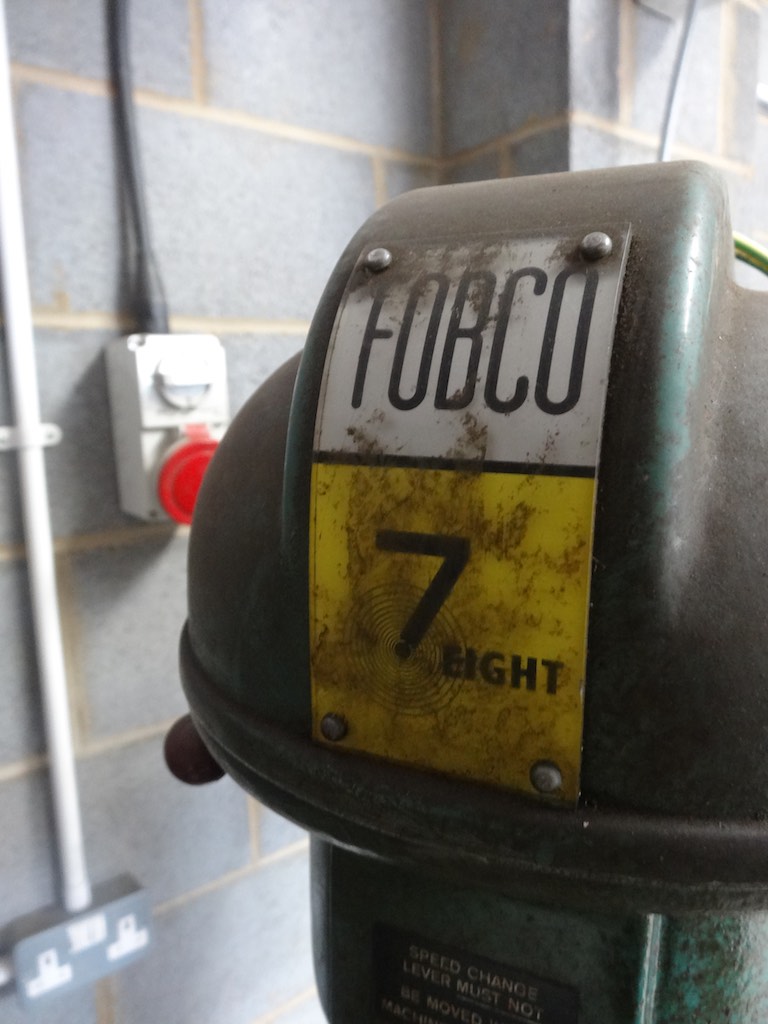 FOBCO
7
EIGHT
SPEED CHANGE
LEVER MUST NOT
BE MOVED